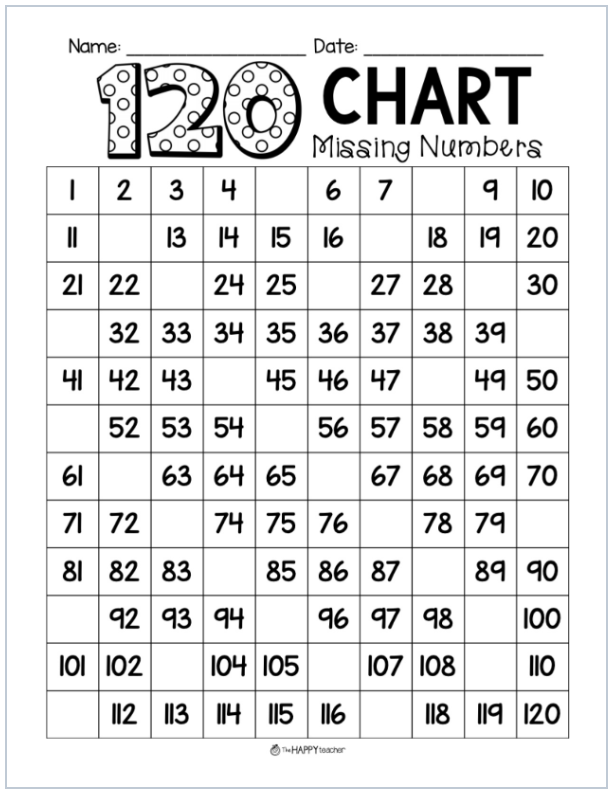 Name: ____________________ Date: ____________________
120 CHART
Missing Numbers
1 2 3 4 6 7 9 10
11 13 14 15 16 18 19 20
21 22 24 25 27 28 30
32 33 34 35 36 37 38 39
41 42 43 45 46 47 49 50
52 53 54 56 57 58 59 60
61 63 64 65 67 68 69 70
71 72 74 75 76 78 79
81 82 83 85 86 87 89 90
92 93 94 96 97 98 100
101 102 104 105 107 108 110
112 113 114 115 116 118 119 120
The HAPPY teacher